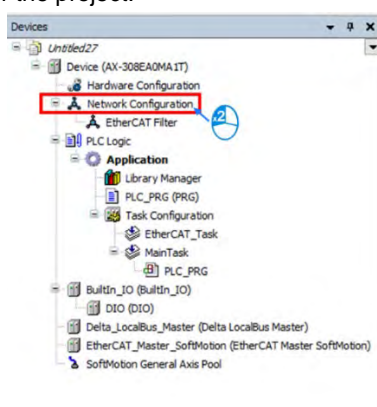 the project.
Devices
Untitled27
Device (AX-308EA0MA1T)
Hardware Configuration
Network Configuration
EtherCAT Filter
PLC Logic
Application
Library Manager
PLC_PRG (PRG)
Task Configuration
EtherCAT_Task
MainTask
PLC_PRG
BuiltIn_IO (BuiltIn_IO)
DIO (DIO)
Delta_LocalBus_Master (Delta LocalBus Master)
EtherCAT_Master_SoftMotion (EtherCAT Master SoftMotion)
SoftMotion General Axis Pool